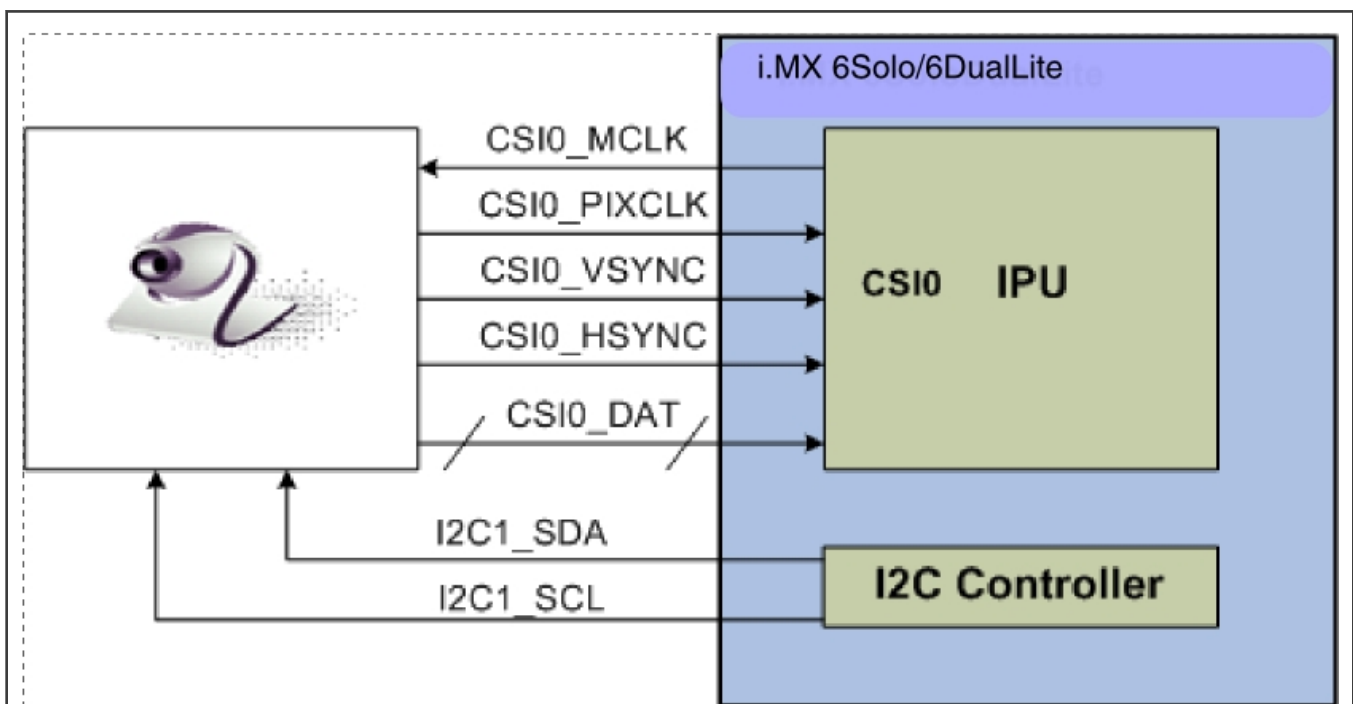 i.MX 6Solo/6DualLite
CSI0_MCLK
CSI0_PIXCLK
CSI0_VSYNC
CSI0 IPU
CSI0_HSYNC
CSI0_DAT
I2C1_SDA
I2C Controller
I2C1_SCL